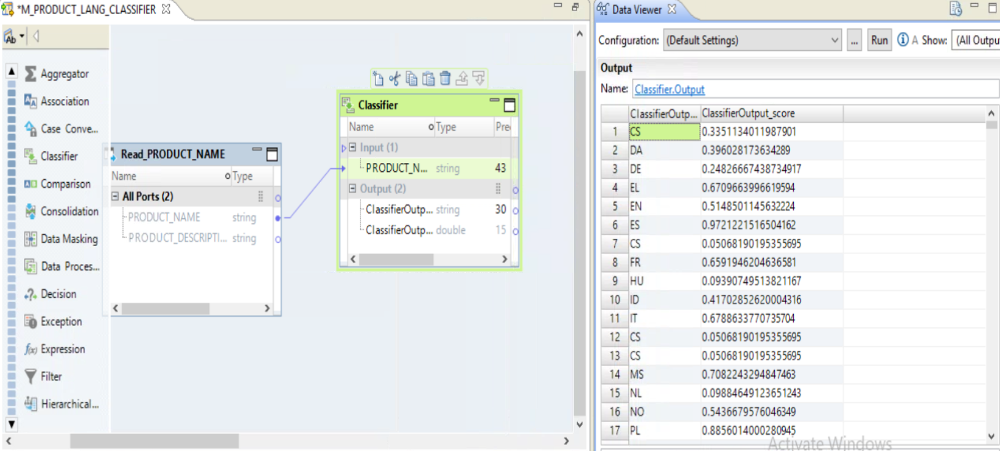 *M_PRODUCT_LANG_CLASSIFIER
Ab
Aggregator
Association
Case Conve...
Classifier
Comparison
Consolidation
Data Masking
Data Proces...
Decision
Exception
f(x) Expression
Filter
Hierarchical...
Read_PRODUCT_NAME
Name Type
All Ports (2)
PRODUCT_NAME string
PRODUCT_DESCRIPTI... string
Classifier
Name Type Pre
Input (1)
PRODUCT_N... string 43
Output (2)
ClassifierOutp... string 30
ClassifierOutp... double 15
Data Viewer
Configuration: (Default Settings) ... Run A Show: (All Outpu
Output
Name: Classifier.Output
ClassifierOutp... ClassifierOutput_score
1 CS 0.3351134011987901
2 DA 0.396028173634289
3 DE 0.24826667438734917
4 EL 0.6709663996619594
5 EN 0.5148501145632224
6 ES 0.9721221516504162
7 CS 0.05068190195355695
8 FR 0.6591946204636581
9 HU 0.09390749513821167
10 ID 0.41702852620004316
11 IT 0.6788633770735704
12 CS 0.05068190195355695
13 CS 0.05068190195355695
14 MS 0.7082243294847463
15 NL 0.09884649123651243
16 NO 0.5436679576046349
17 PL 0.8856014000280945
Activate Windows